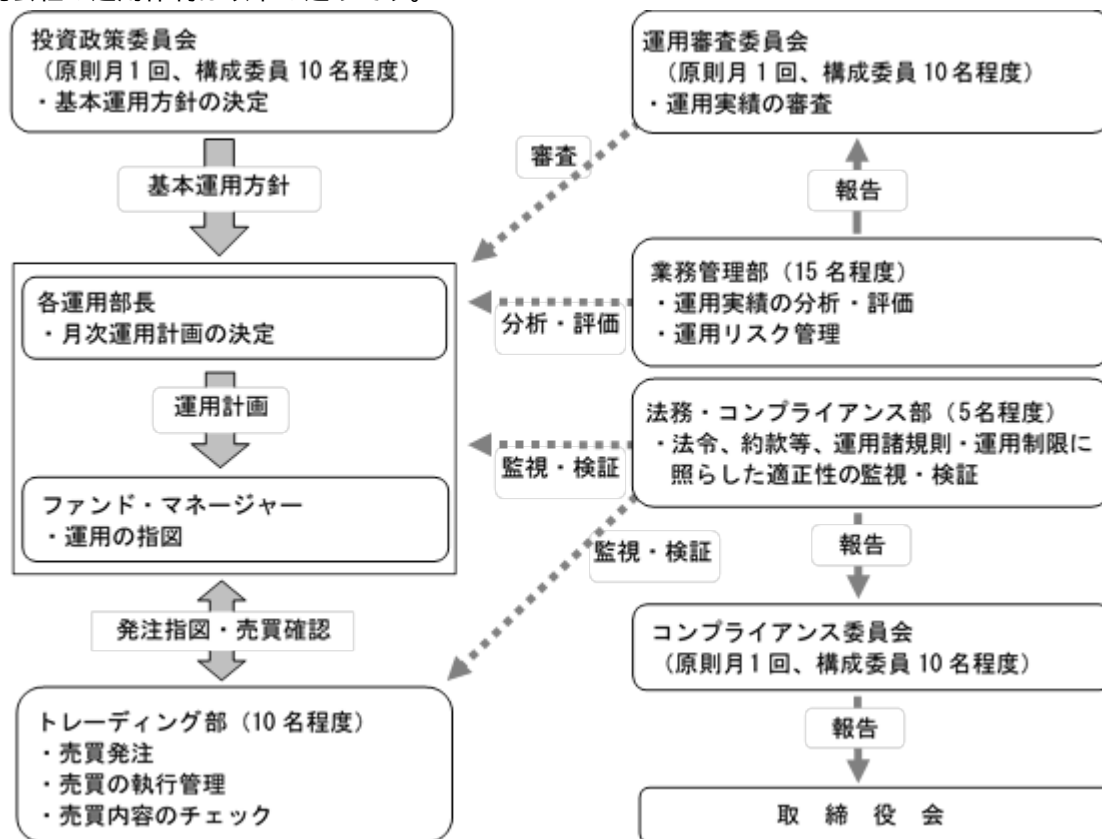 投資政策委員会
（原則月1回、構成委員10名程度）
・基本運用方針の決定
基本運用方針
各運用部長
・月次運用計画の決定
運用計画
ファンド・マネージャー
・運用の指図
発注指図・売買確認
トレーディング部（10名程度）
・売買発注
・売買の執行管理
・売買内容のチェック
運用審査委員会
（原則月1回、構成委員10名程度）
・運用実績の審査
審査
報告
業務管理部（15名程度）
・運用実績の分析・評価
・運用リスク管理
分析・評価
法務・コンプライアンス部（5名程度）
・法令、約款等、運用諸規則・運用制限に
照らした適正性の監視・検証
監視・検証
監視・検証
報告
コンプライアンス委員会
（原則月1回、構成委員10名程度）
報告
取締役会